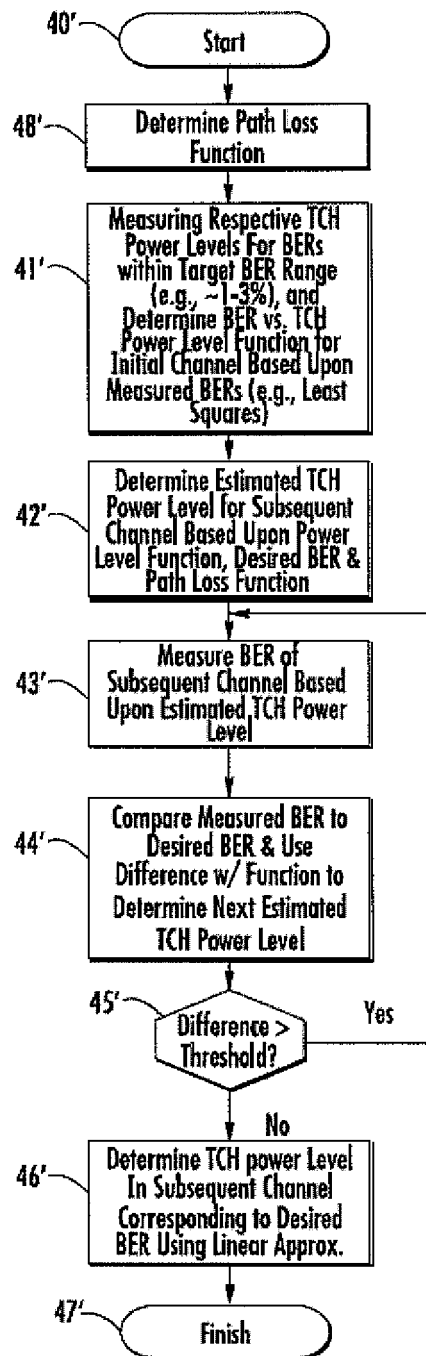 40'
Start
48'
Determine Path Loss
Function
41'
Measuring Respective TCH
Power Levels For BERs
within Target BER Range
(e.g., ~1-3%), and
Determine BER vs. TCH
Power Level Function for
Initial Channel Based Upon
Measured BERs (e.g., Least
Squares)
42'
Determine Estimated TCH
Power Level for Subsequent
Channel Based Upon Power
Level Function, Desired BER &
Path Loss Function
43'
Measure BER of
Subsequent Channel Based
Upon Estimated TCH Power
Level
44'
Compare Measured BER to
Desired BER & Use
Difference w/ Function to
Determine Next Estimated
TCH Power Level
45'
Difference >
Threshold?
Yes
No
46'
Determine TCH power Level
In Subsequent Channel
Corresponding to Desired
BER Using Linear Approx.
47'
Finish